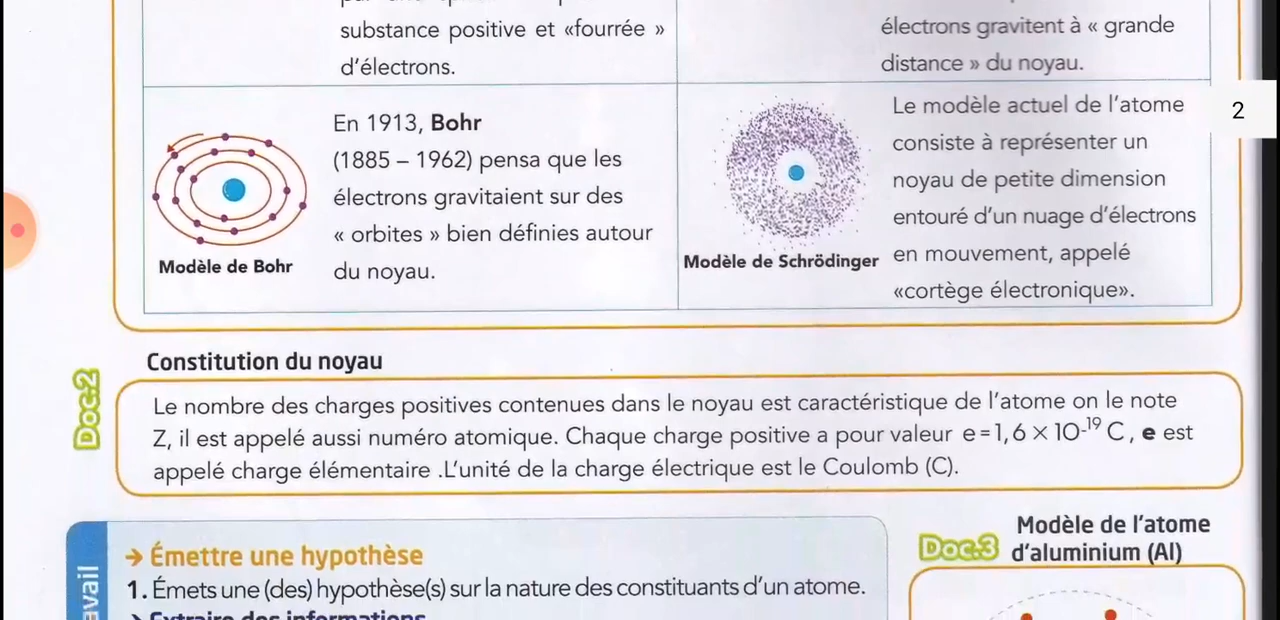 substance positive et «fourrée »
d'électrons.
électrons gravitent à « grande
distance » du noyau.
En 1913, Bohr
(1885 – 1962) pensa que les
électrons gravitaient sur des
« orbites » bien définies autour
du noyau.
Modèle de Bohr
Le modèle actuel de l'atome
consiste à représenter un
noyau de petite dimension
entouré d'un nuage d'électrons
en mouvement, appelé
«cortège électronique».
Modèle de Schrödinger
2
Constitution du noyau
Doc.2
Le nombre des charges positives contenues dans le noyau est caractéristique de l'atome on le note
Z, il est appelé aussi numéro atomique. Chaque charge positive a pour valeur e=1,6 × 10⁻¹⁹ C, e est
appelé charge élémentaire .L'unité de la charge électrique est le Coulomb (C).
avail
→ Émettre une hypothèse
1. Émets une (des) hypothèse(s) sur la nature des constituants d'un atome.
→ Extraire des informations
Doc.3
Modèle de l'atome
d'aluminium (Al)